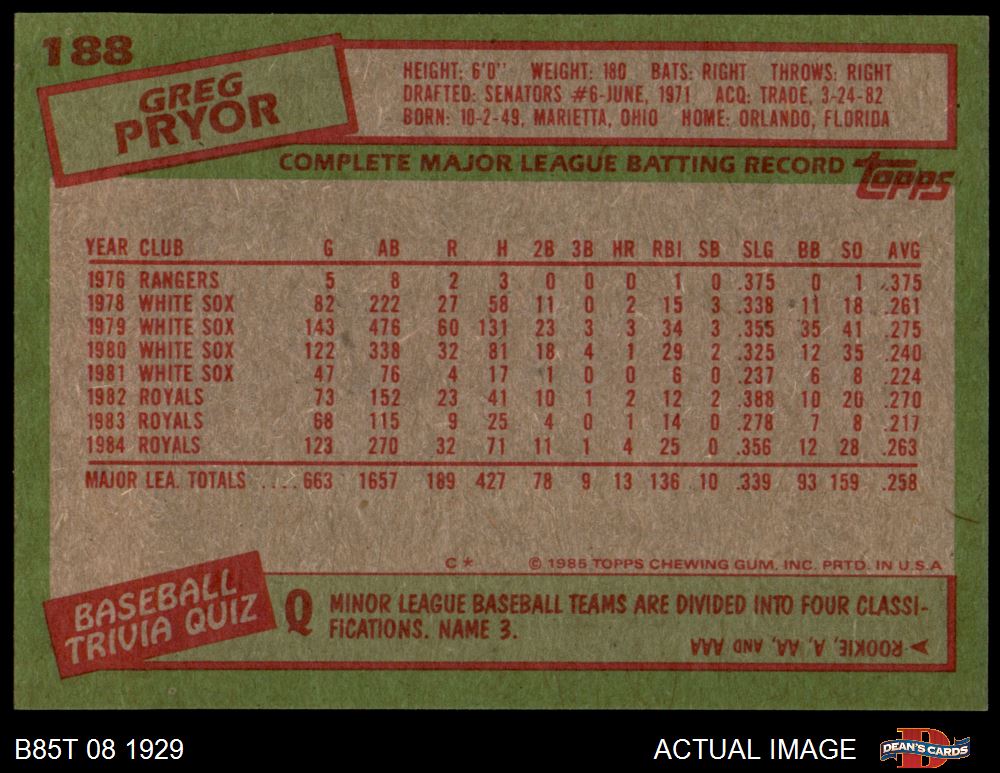 188
GREG
PRYOR
HEIGHT: 6'0" WEIGHT: 180 BATS: RIGHT THROWS: RIGHT
DRAFTED: SENATORS #6-JUNE, 1971 ACQ: TRADE, 3-24-82
BORN: 10-2-49, MARIETTA, OHIO HOME: ORLANDO, FLORIDA
COMPLETE MAJOR LEAGUE BATTING RECORD
TOPPS
YEAR CLUB G AB R H 2B 3B HR RBI SB SLG BB SO AVG
1976 RANGERS 5 8 2 3 0 0 0 1 0 .375 0 1 .375
1978 WHITE SOX 82 222 27 58 11 0 2 15 3 .338 11 18 .261
1979 WHITE SOX 143 476 60 131 23 3 3 34 3 .355 35 41 .275
1980 WHITE SOX 122 338 32 81 18 4 1 29 2 .325 12 35 .240
1981 WHITE SOX 47 76 4 17 1 0 0 6 0 .237 6 8 .224
1982 ROYALS 73 152 23 41 10 1 2 12 2 .388 10 20 .270
1983 ROYALS 68 115 9 25 4 0 1 14 0 .278 7 8 .217
1984 ROYALS 123 270 32 71 11 1 4 25 0 .356 12 28 .263
MAJOR LEA. TOTALS .... 663 1657 189 427 78 9 13 136 10 .339 93 159 .258
C* © 1985 TOPPS CHEWING GUM, INC. PRTD. IN U.S.A
BASEBALL
TRIVIA QUIZ
Q MINOR LEAGUE BASEBALL TEAMS ARE DIVIDED INTO FOUR CLASSI-
FICATIONS. NAME 3.
ROOKIE, A, AA, AND AAA
B85T 08 1929
ACTUAL IMAGE
D
DEAN'S CARDS